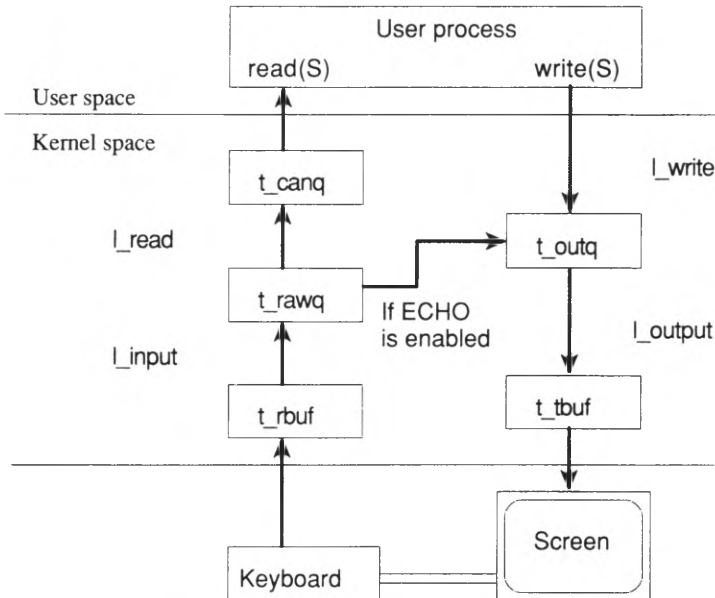 User process
read(S) write(S)
User space
Kernel space
t_canq
l_write
l_read
t_outq
t_rawq
If ECHO
is enabled
l_output
l_input
t_rbuf
t_tbuf
Screen
Keyboard